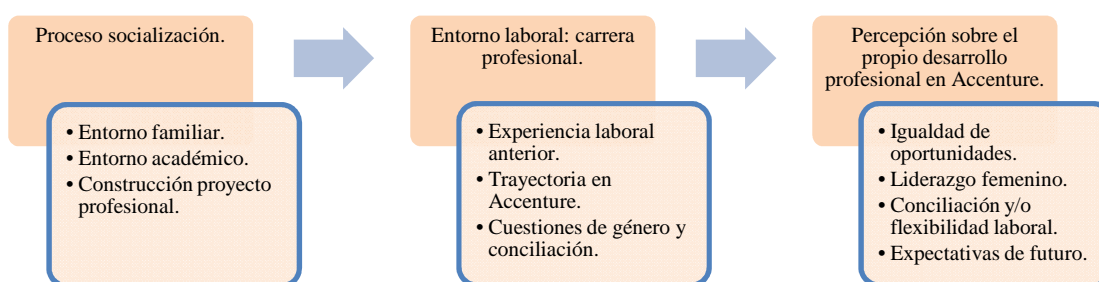 Proceso socialización.
• Entorno familiar.
• Entorno académico.
• Construcción proyecto
profesional.
Entorno laboral: carrera
profesional.
• Experiencia laboral
anterior.
• Trayectoria en
Accenture.
• Cuestiones de género y
conciliación.
Percepción sobre el
propio desarrollo
profesional en Accenture.
• Igualdad de
oportunidades.
• Liderazgo femenino.
• Conciliación y/o
flexibilidad laboral.
• Expectativas de futuro.